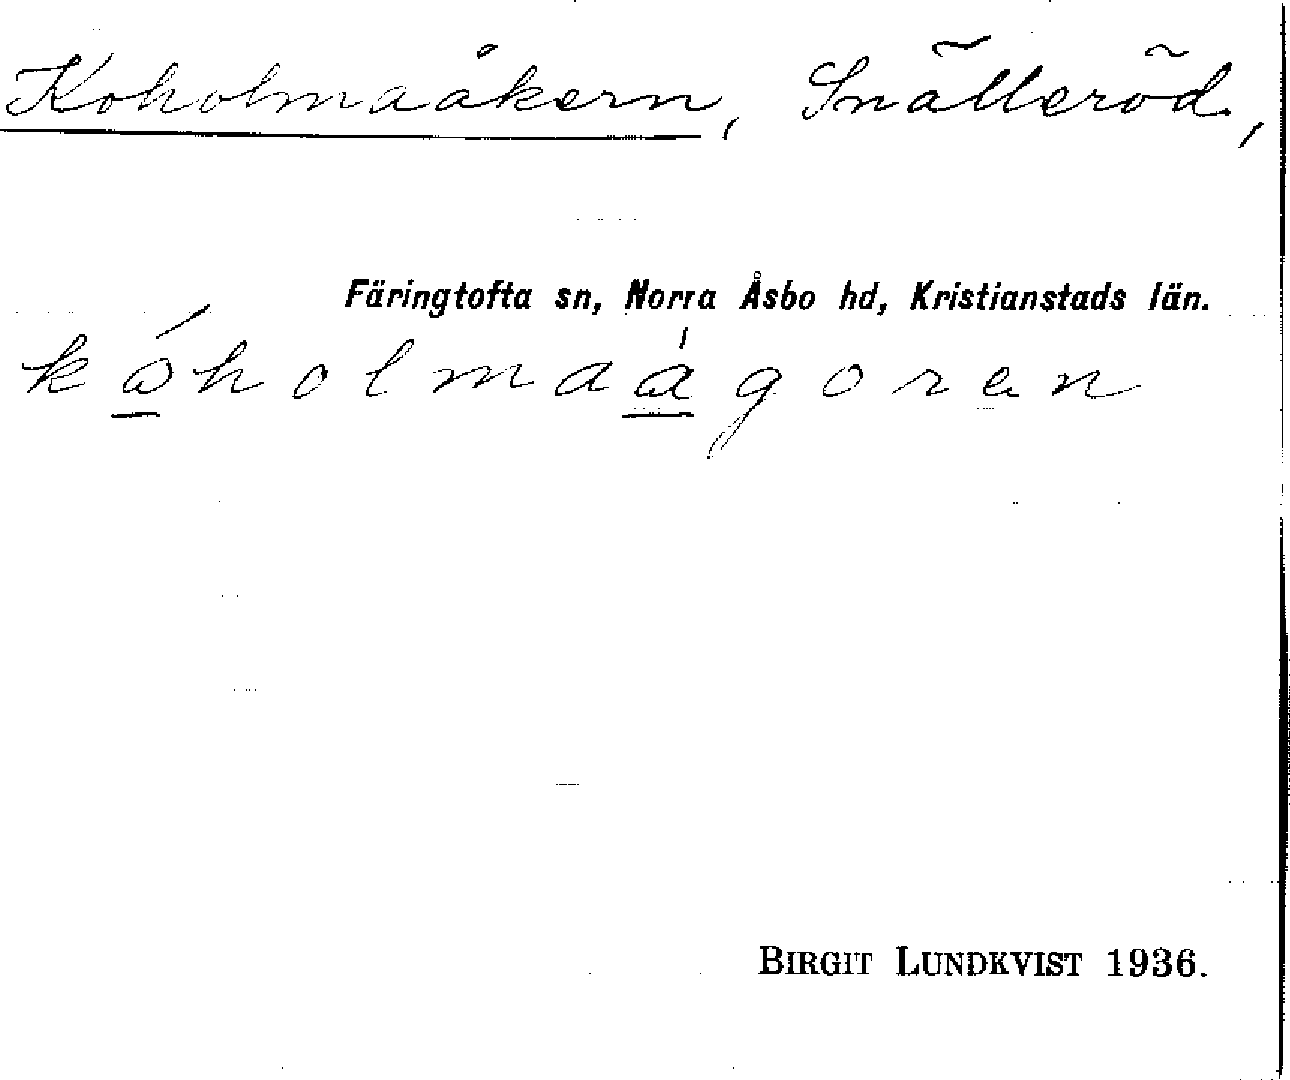 Koholmaåkern, Snälleröd,
Färingtofta sn, Norra Åsbo hd, Kristianstads län.
kóholmaágoren
BIRGIT LUNDKVIST 1936.